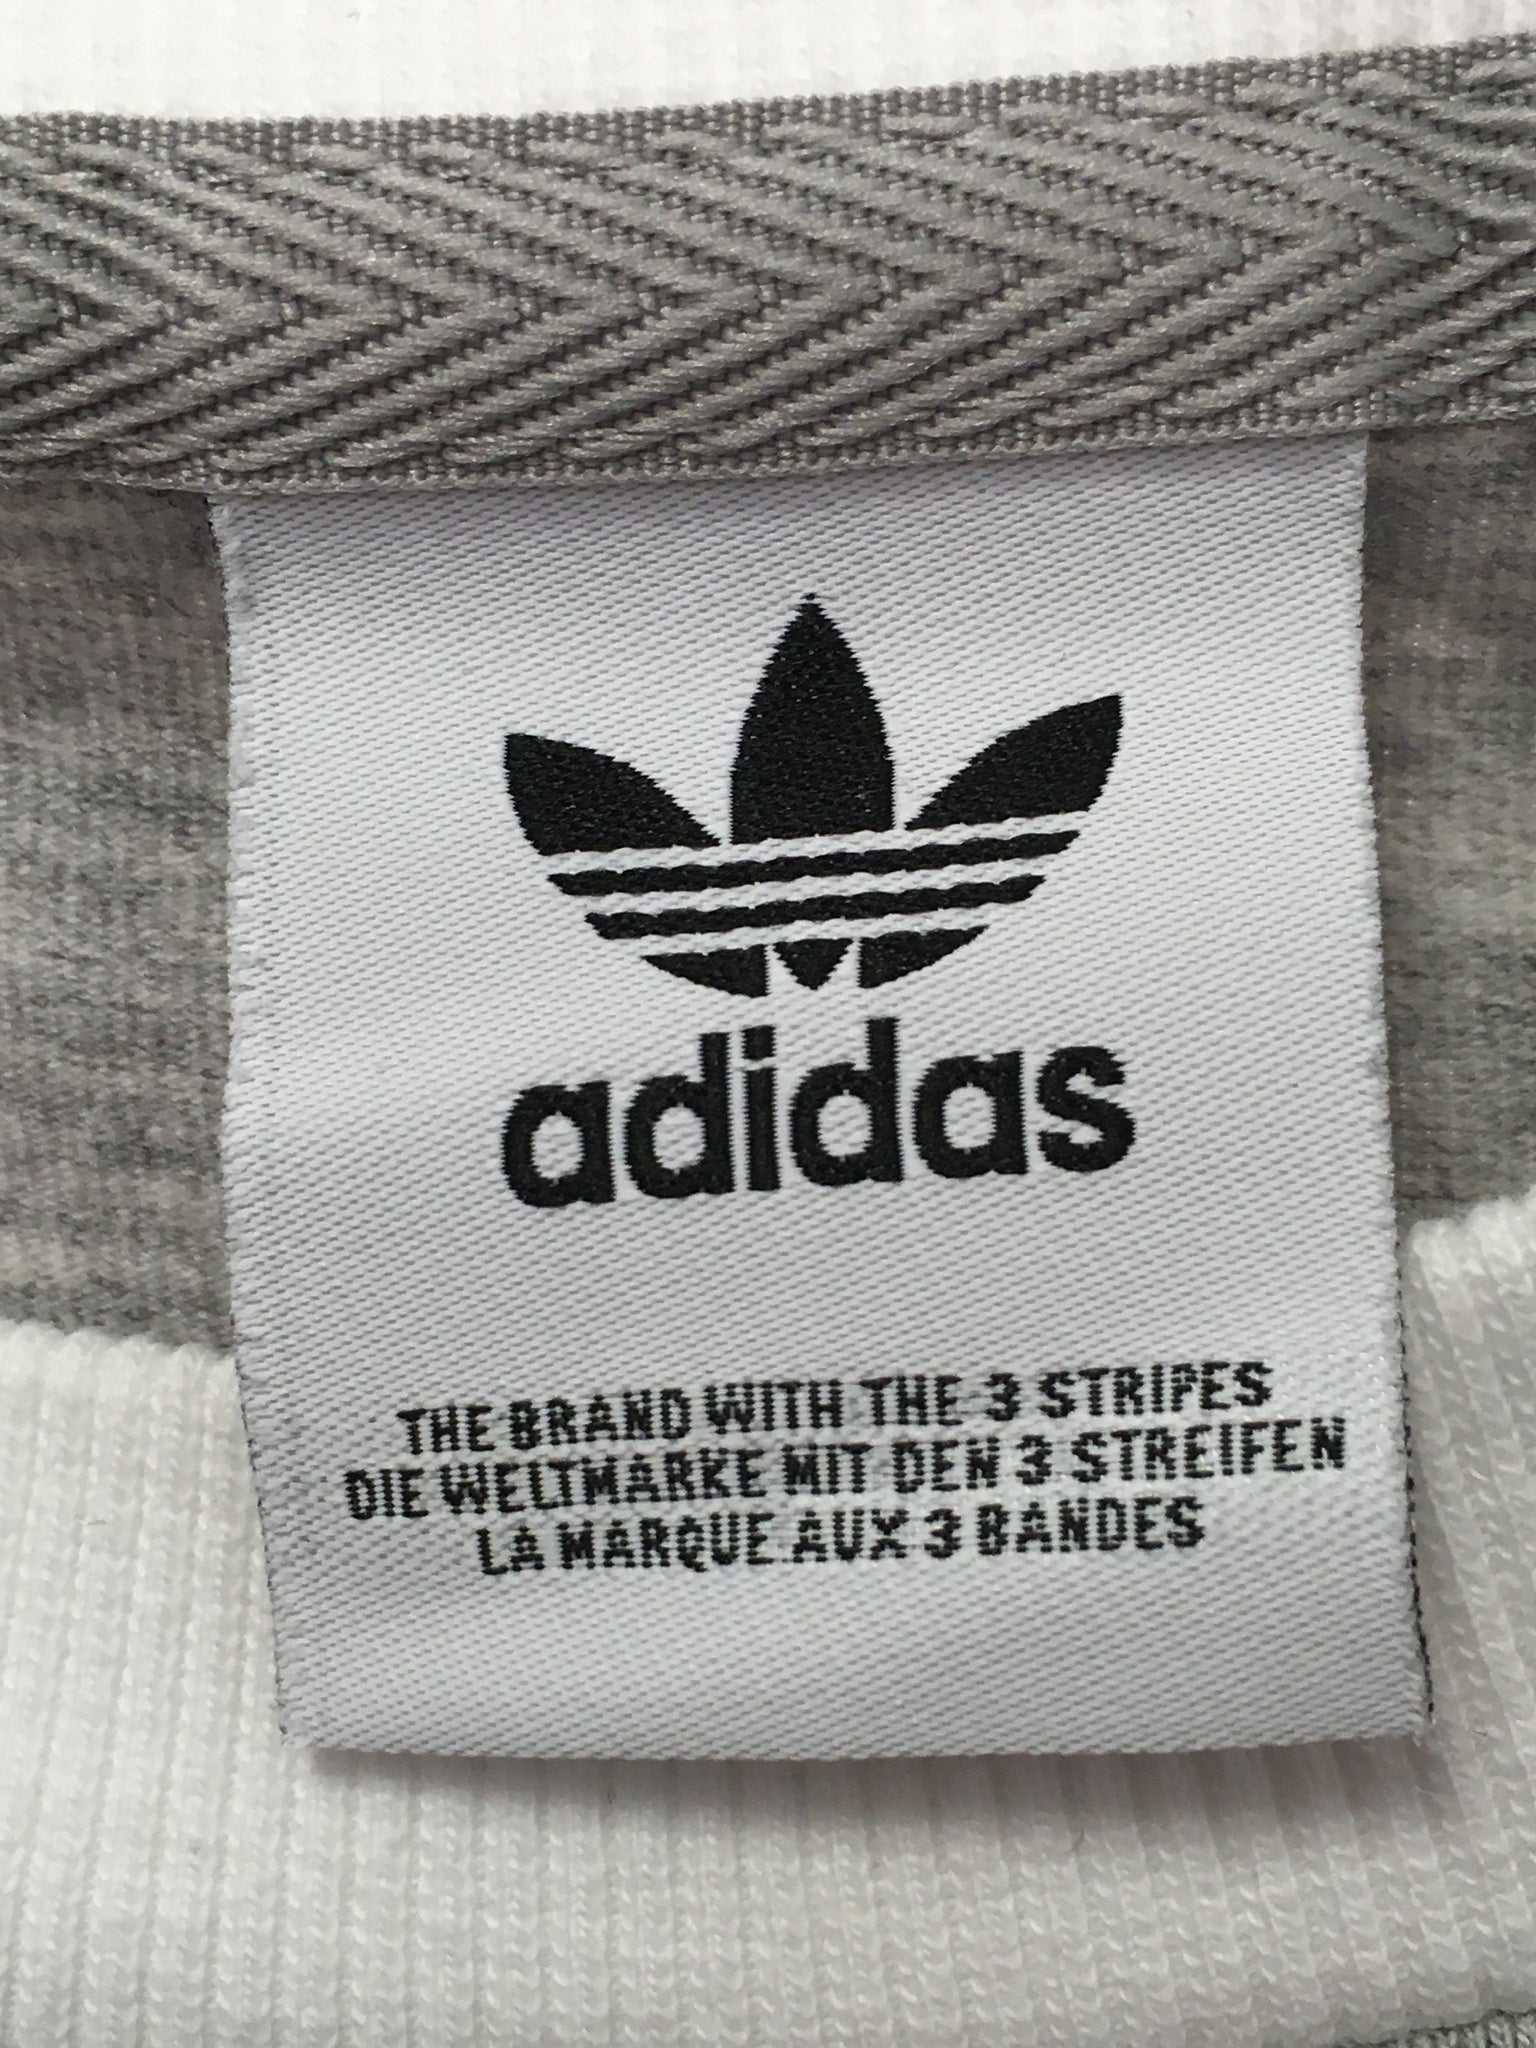 adidas
THE BRAND WITH THE 3 STRIPES
DIE WELTMARKE MIT DEN 3 STREIFEN
LA MARQUE AUX 3 BANDES